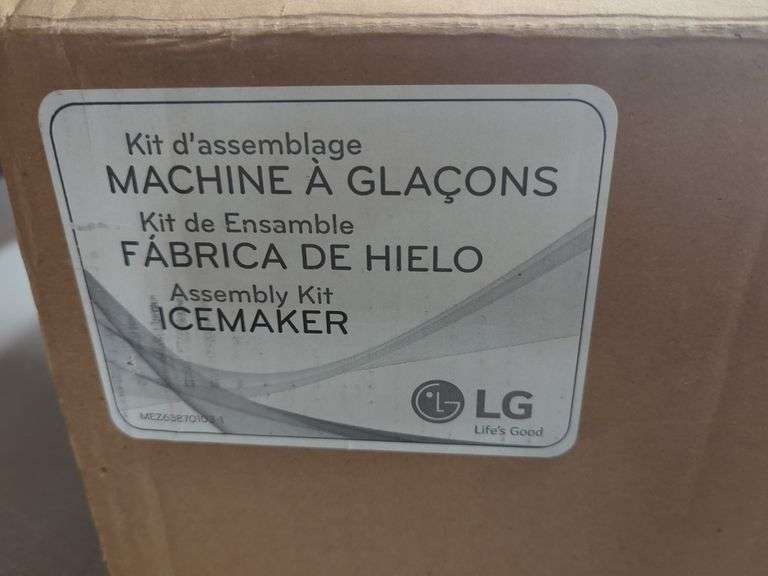 Kit d'assemblage
MACHINE À GLAÇONS
Kit de Ensamble
FÁBRICA DE HIELO
Assembly Kit
ICEMAKER
LG
Life's Good